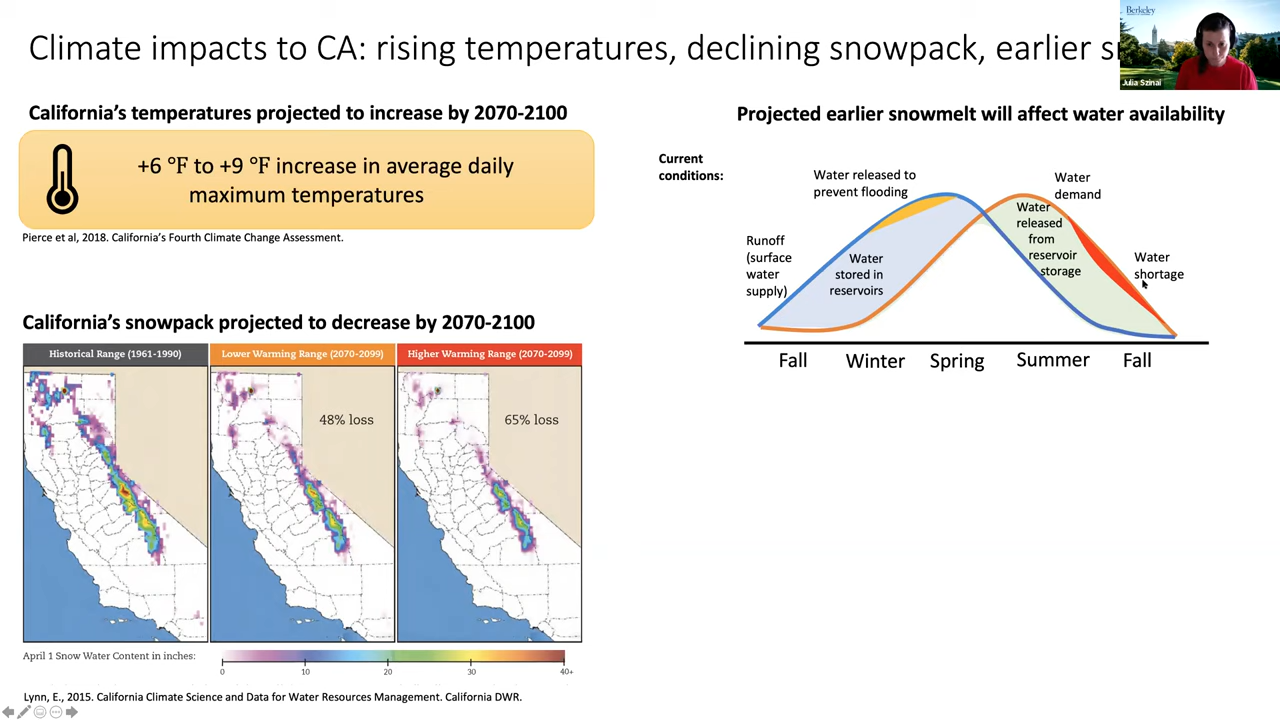 Climate impacts to CA: rising temperatures, declining snowpack, earlier
Berkeley
Julia Szinai
California's temperatures projected to increase by 2070-2100
+6 °F to +9 °F increase in average daily
maximum temperatures
Pierce et al, 2018. California's Fourth Climate Change Assessment.
California's snowpack projected to decrease by 2070-2100
Historical Range (1961-1990)
Lower Warming Range (2070-2099)
Higher Warming Range (2070-2099)
48% loss
65% loss
April 1 Snow Water Content in inches:
0
10
20
30
40+
Lynn, E., 2015. California Climate Science and Data for Water Resources Management. California DWR.
Projected earlier snowmelt will affect water availability
Current
conditions:
Water released to
prevent flooding
Water
demand
Runoff
(surface
water
supply)
Water
stored in
reservoirs
Water
released
from
reservoir
storage
Water
shortage
Fall
Winter
Spring
Summer
Fall